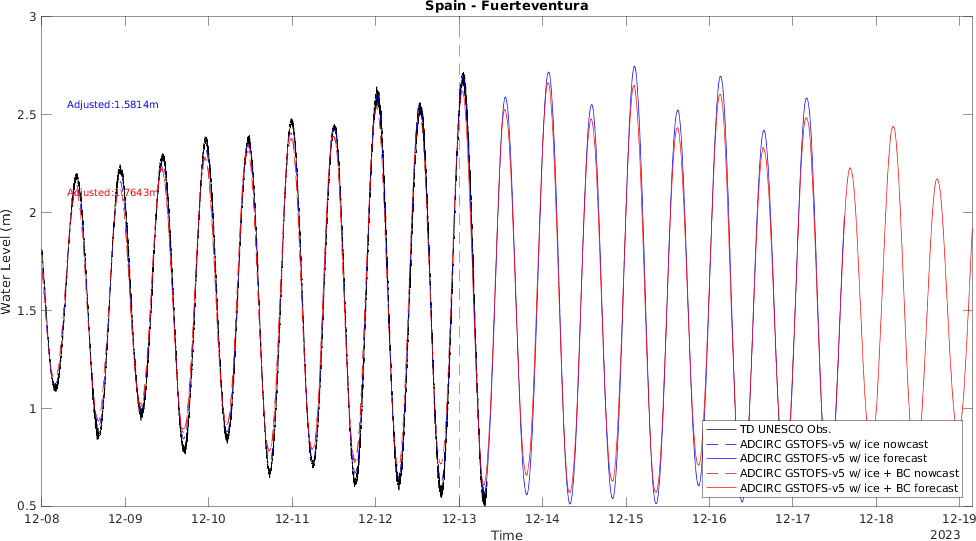 Spain - Fuerteventura
3
2.5
2
1.5
1
0.5
Water Level (m)
Adjusted:1.5814m
Adjusted:1.7643m
TD UNESCO Obs.
ADCIRC GSTOFS-v5 w/ ice nowcast
ADCIRC GSTOFS-v5 w/ ice forecast
ADCIRC GSTOFS-v5 w/ ice + BC nowcast
ADCIRC GSTOFS-v5 w/ ice + BC forecast
12-08 12-09 12-10 12-11 12-12 12-13 12-14 12-15 12-16 12-17 12-18 12-19
Time
2023